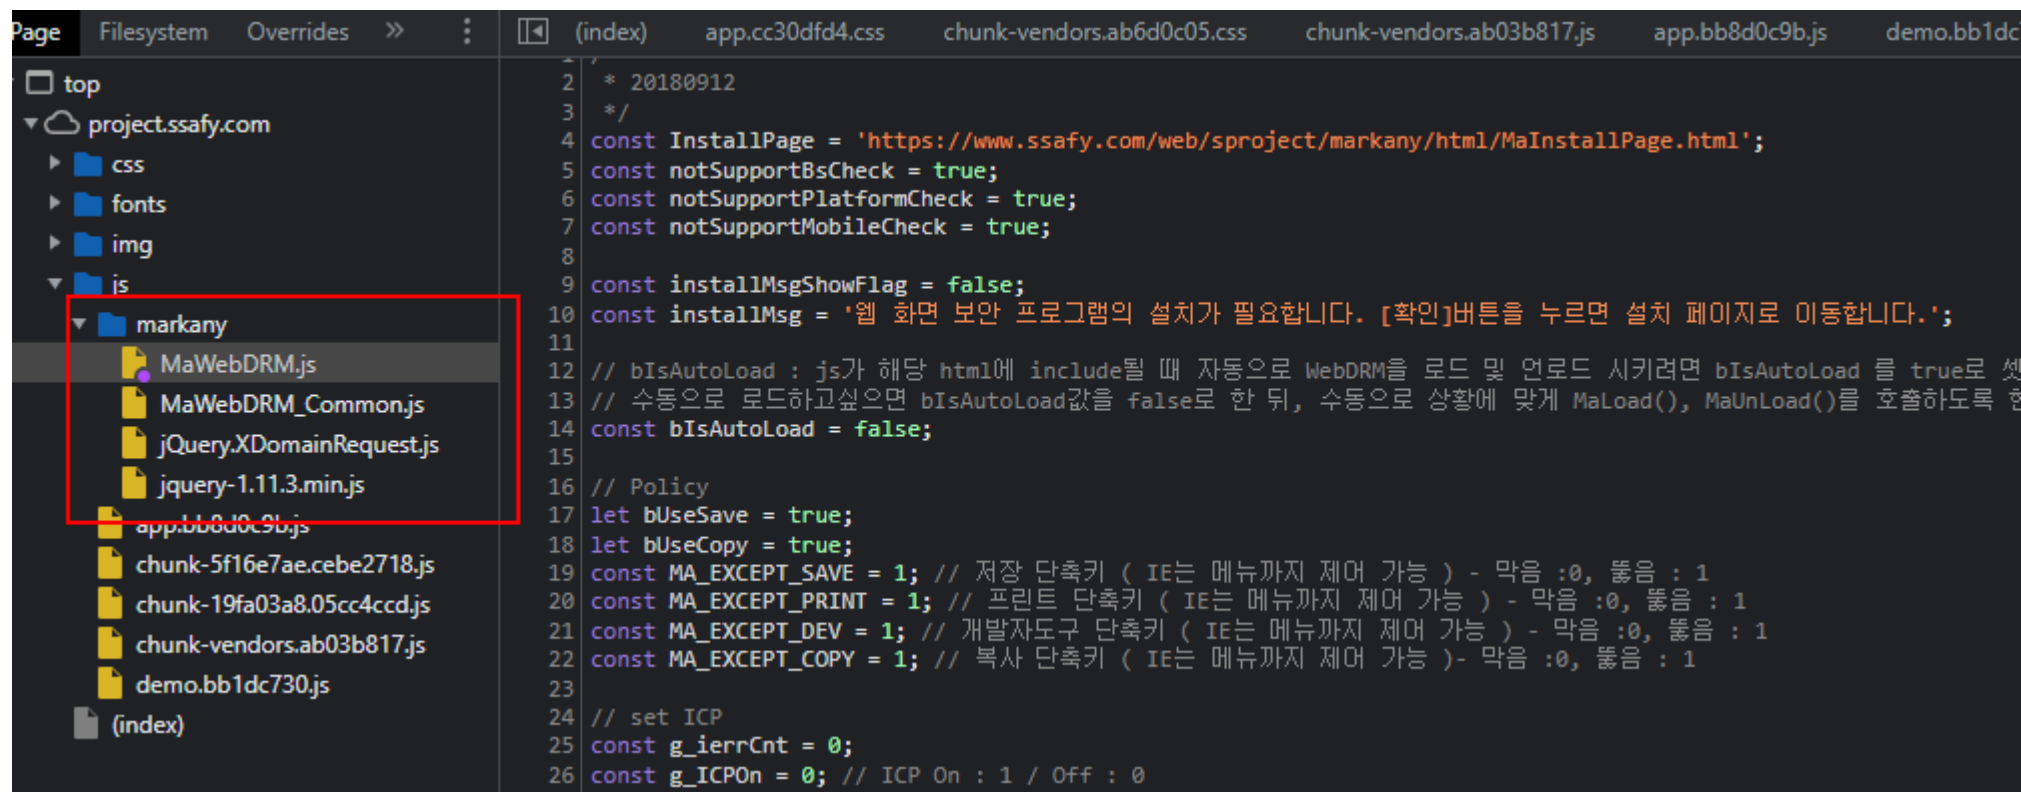 Page Filesystem Overrides » (index) app.cc30dfd4.css chunk-vendors.ab6d0c05.css chunk-vendors.ab03b817.js app.bb8d0c9b.js demo.bb1dc
top
project.ssafy.com
css
fonts
img
js
markany
MaWebDRM.js
MaWebDRM_Common.js
jQuery.XDomainRequest.js
jquery-1.11.3.min.js
app.bb8d0c9b.js
chunk-5f16e7ae.cebe2718.js
chunk-19fa03a8.05cc4ccd.js
chunk-vendors.ab03b817.js
demo.bb1dc730.js
(index)
2 * 20180912
3 */
4 const InstallPage = 'https://www.ssafy.com/web/sproject/markany/html/MaInstallPage.html';
5 const notSupportBsCheck = true;
6 const notSupportPlatformCheck = true;
7 const notSupportMobileCheck = true;
8
9 const installMsgShowFlag = false;
10 const installMsg = '웹 화면 보안 프로그램의 설치가 필요합니다. [확인]버튼을 누르면 설치 페이지로 이동합니다.';
11
12 // bIsAutoLoad : js가 해당 html에 include될 때 자동으로 WebDRM을 로드 및 언로드 시키려면 bIsAutoLoad 를 true로 셋
13 // 수동으로 로드하고싶으면 bIsAutoLoad값을 false로 한 뒤, 수동으로 상황에 맞게 MaLoad(), MaUnLoad()를 호출하도록 한
14 const bIsAutoLoad = false;
15
16 // Policy
17 let bUseSave = true;
18 let bUseCopy = true;
19 const MA_EXCEPT_SAVE = 1; // 저장 단축키 ( IE는 메뉴까지 제어 가능 ) - 막음 :0, 뚫음 : 1
20 const MA_EXCEPT_PRINT = 1; // 프린트 단축키 ( IE는 메뉴까지 제어 가능 ) - 막음 :0, 뚫음 : 1
21 const MA_EXCEPT_DEV = 1; // 개발자도구 단축키 ( IE는 메뉴까지 제어 가능 ) - 막음 :0, 뚫음 : 1
22 const MA_EXCEPT_COPY = 1; // 복사 단축키 ( IE는 메뉴까지 제어 가능 )- 막음 :0, 뚫음 : 1
23
24 // set ICP
25 const g_ierrCnt = 0;
26 const g_ICPOn = 0; // ICP On : 1 / Off : 0